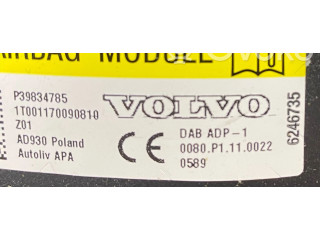 AIRBAG MODULE
P39834785
1T001170090810
Z01
AD930 Poland
Autoliv APA
VOLVO
CE
DAB ADP-1
0080.P1.11.0022
0589
6246735